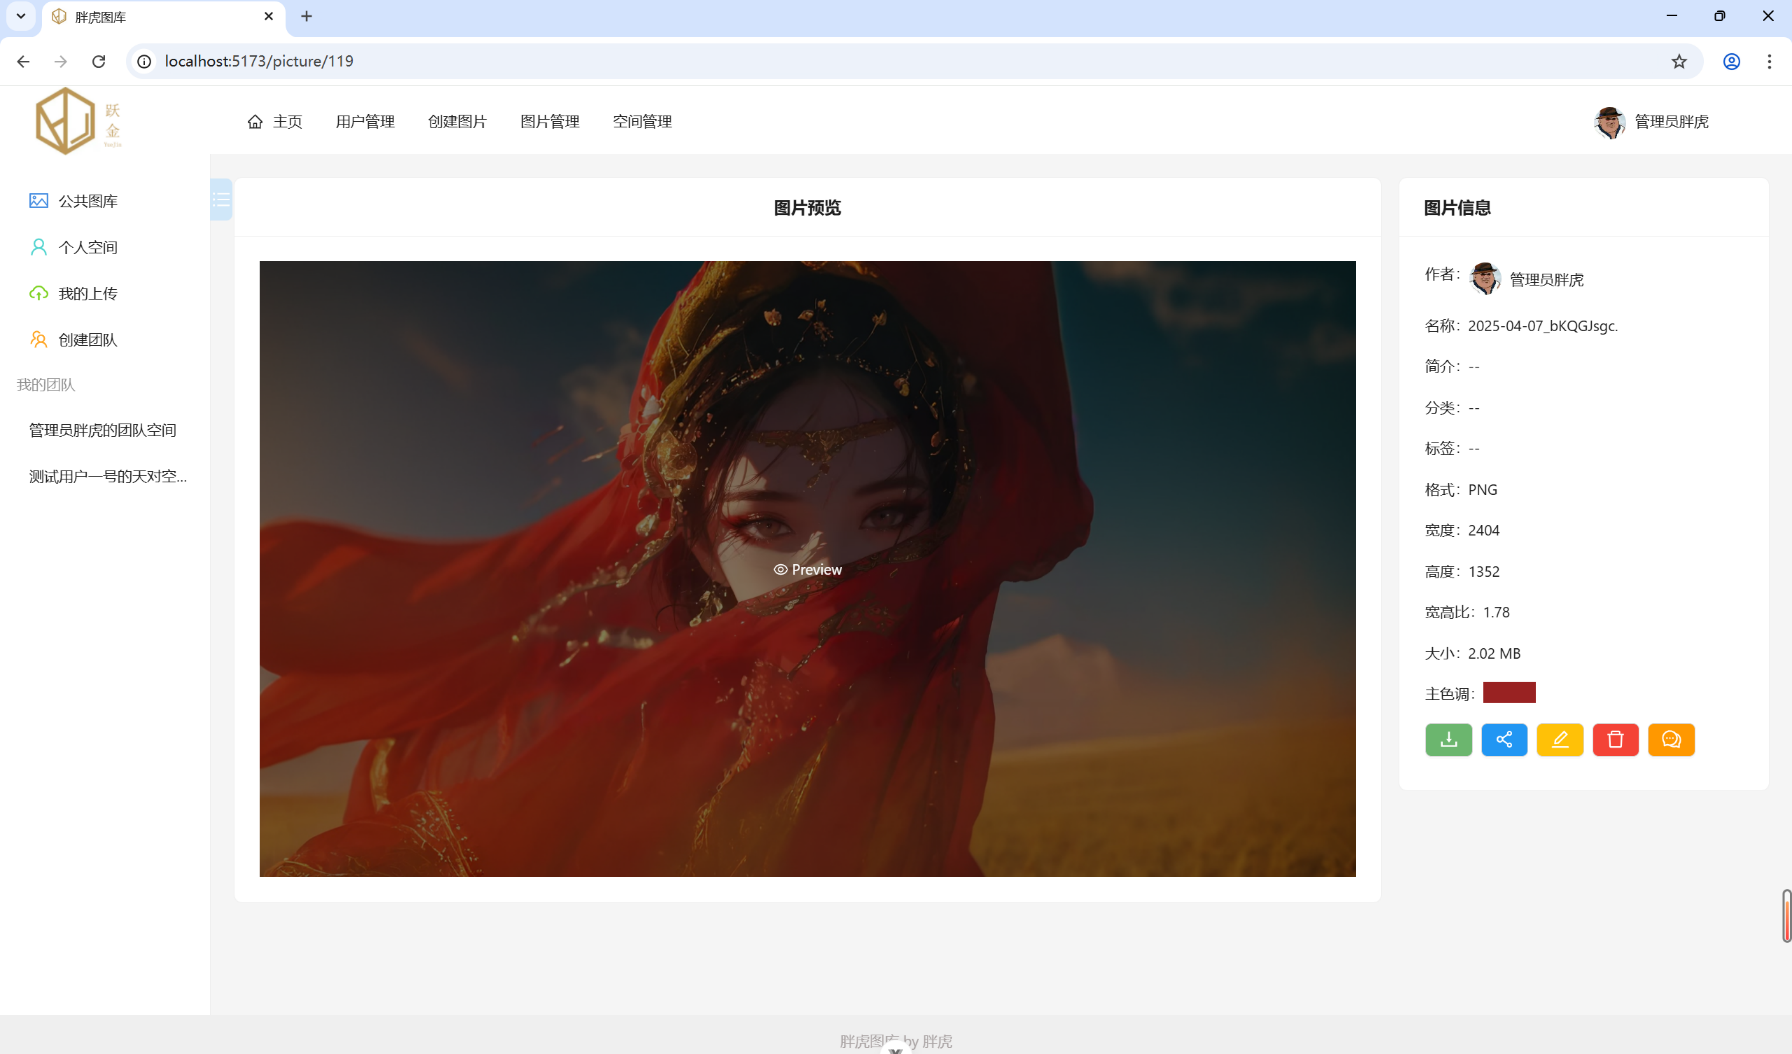 胖虎图库
localhost:5173/picture/119
跃金
主页 用户管理 创建图片 图片管理 空间管理
管理员胖虎
公共图库
个人空间
我的上传
创建团队
我的团队
管理员胖虎的团队空间
测试用户一号的天对空...
图片预览
Preview
图片信息
作者: 管理员胖虎
名称: 2025-04-07_bKQGJsgc.
简介: --
分类: --
标签: --
格式: PNG
宽度: 2404
高度: 1352
宽高比: 1.78
大小: 2.02 MB
主色调:
胖虎图库 by 胖虎